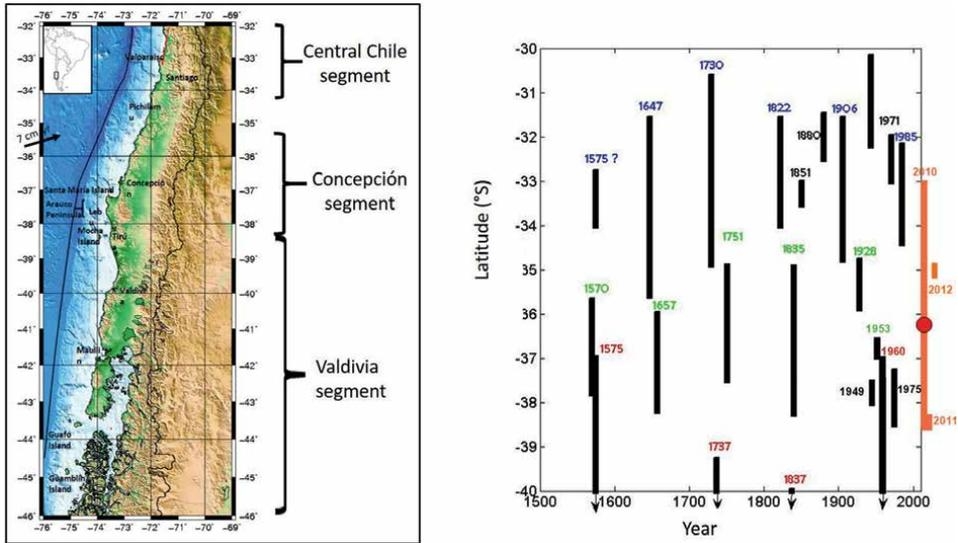 -76° -75° -74° -73° -72° -71° -70° -69°
-32° -32°
-33° -33°
-34° -34°
-35° -35°
-36° -36°
-37° -37°
-38° -38°
-39° -39°
-40° -40°
-41° -41°
-42° -42°
-43° -43°
-44° -44°
-45° -45°
-46° -46°
-76° -75° -74° -73° -72° -71° -70° -69°
Valparaiso
Santiago
Pichilem
u
7 cm
Concepció
n
Santa Maria Island
Arauco
Peninsula
Leb
u
Mocha
Island
Tirú
Valdivia
Maullí
n
Guafo
Island
Guamblin
Island
Central Chile
segment
Concepción
segment
Valdivia
segment
Latitude (°S)
-30
-31
-32
-33
-34
-35
-36
-37
-38
-39
-40
1500 1600 1700 1800 1900 2000
Year
1730
1647
1822
1906
1971
1880
1985
1575 ?
1851
2010
1751
1835
1928
1570
2012
1657
1953
1575
1960
1949
1975
2011
1737
1837